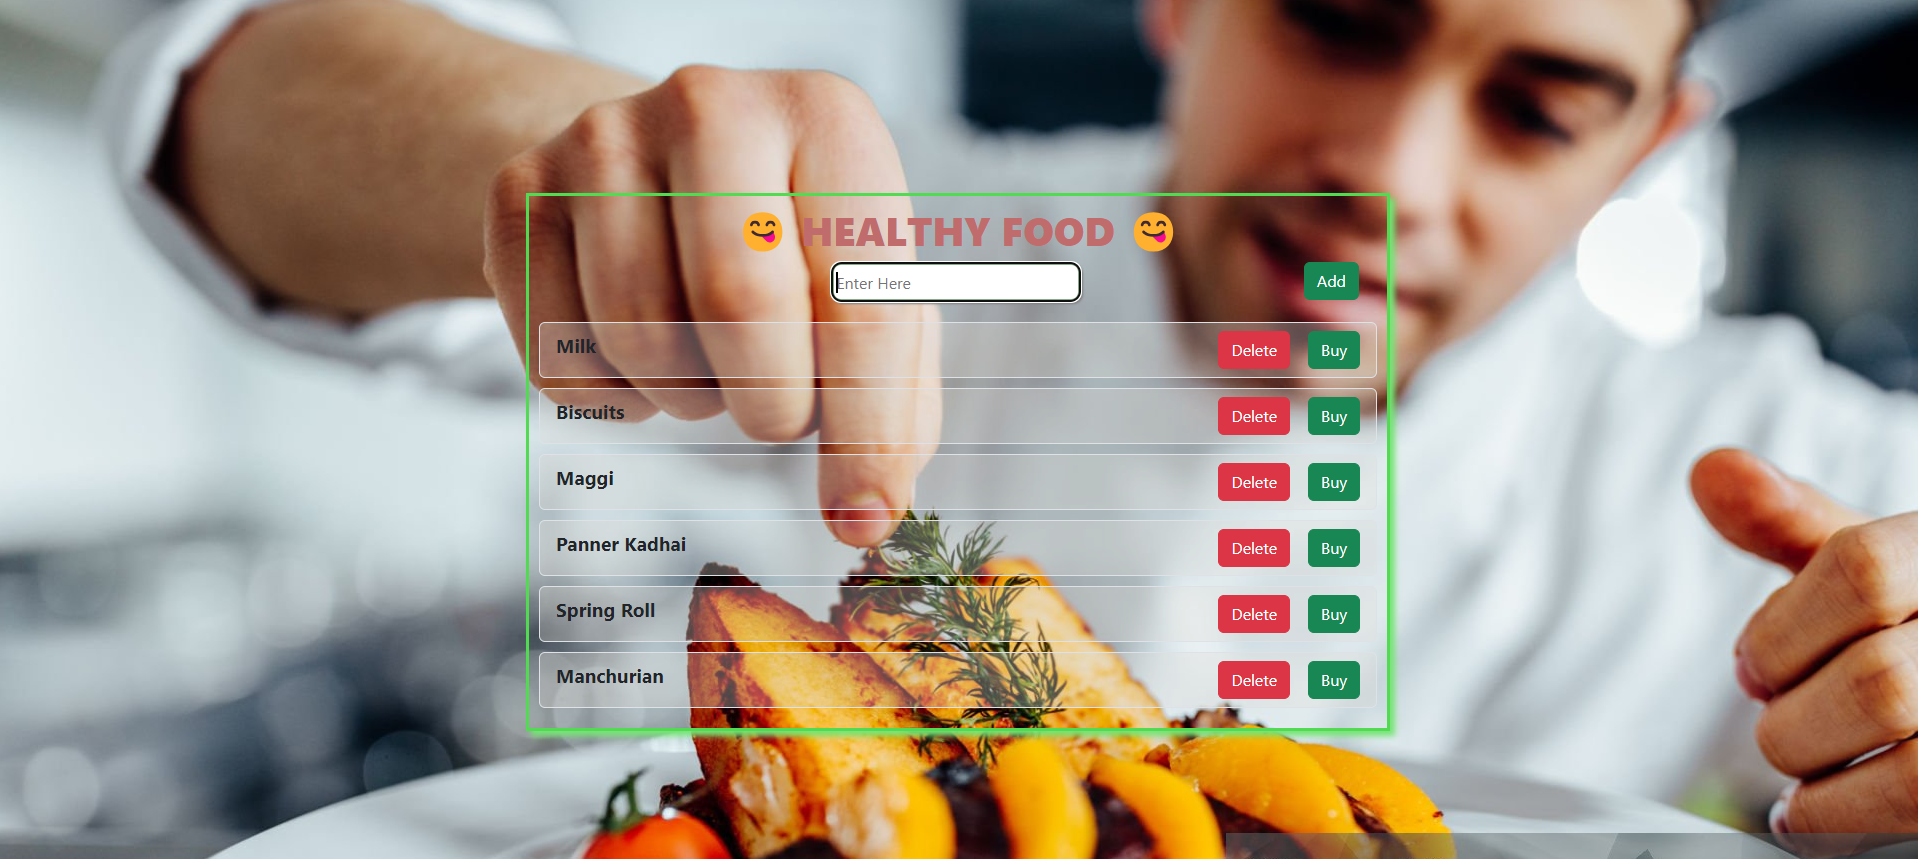 😋 HEALTHY FOOD 😋
Enter Here Add
Milk Delete Buy
Biscuits Delete Buy
Maggi Delete Buy
Panner Kadhai Delete Buy
Spring Roll Delete Buy
Manchurian Delete Buy